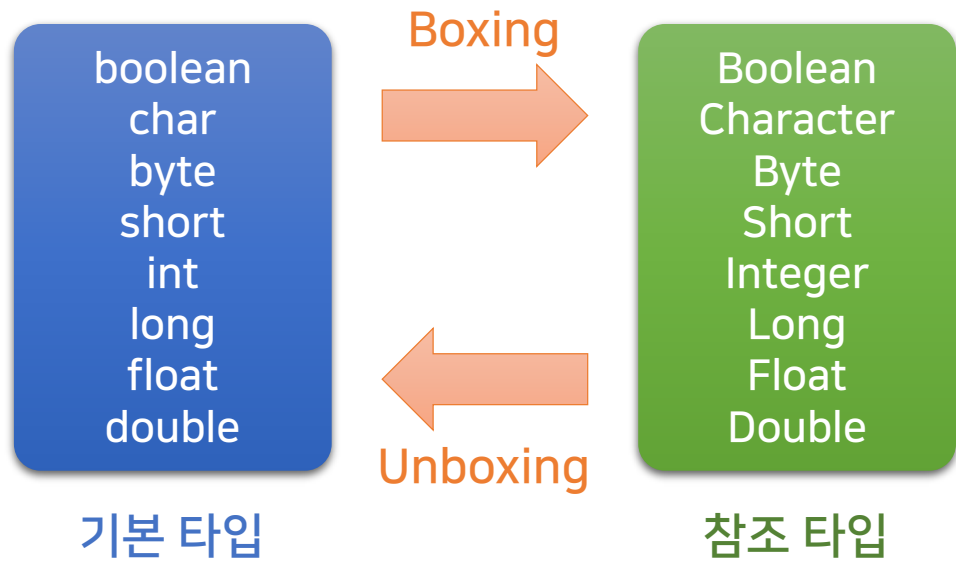 Boxing
boolean
char
byte
short
int
long
float
double
Boolean
Character
Byte
Short
Integer
Long
Float
Double
Unboxing
기본 타입
참조 타입